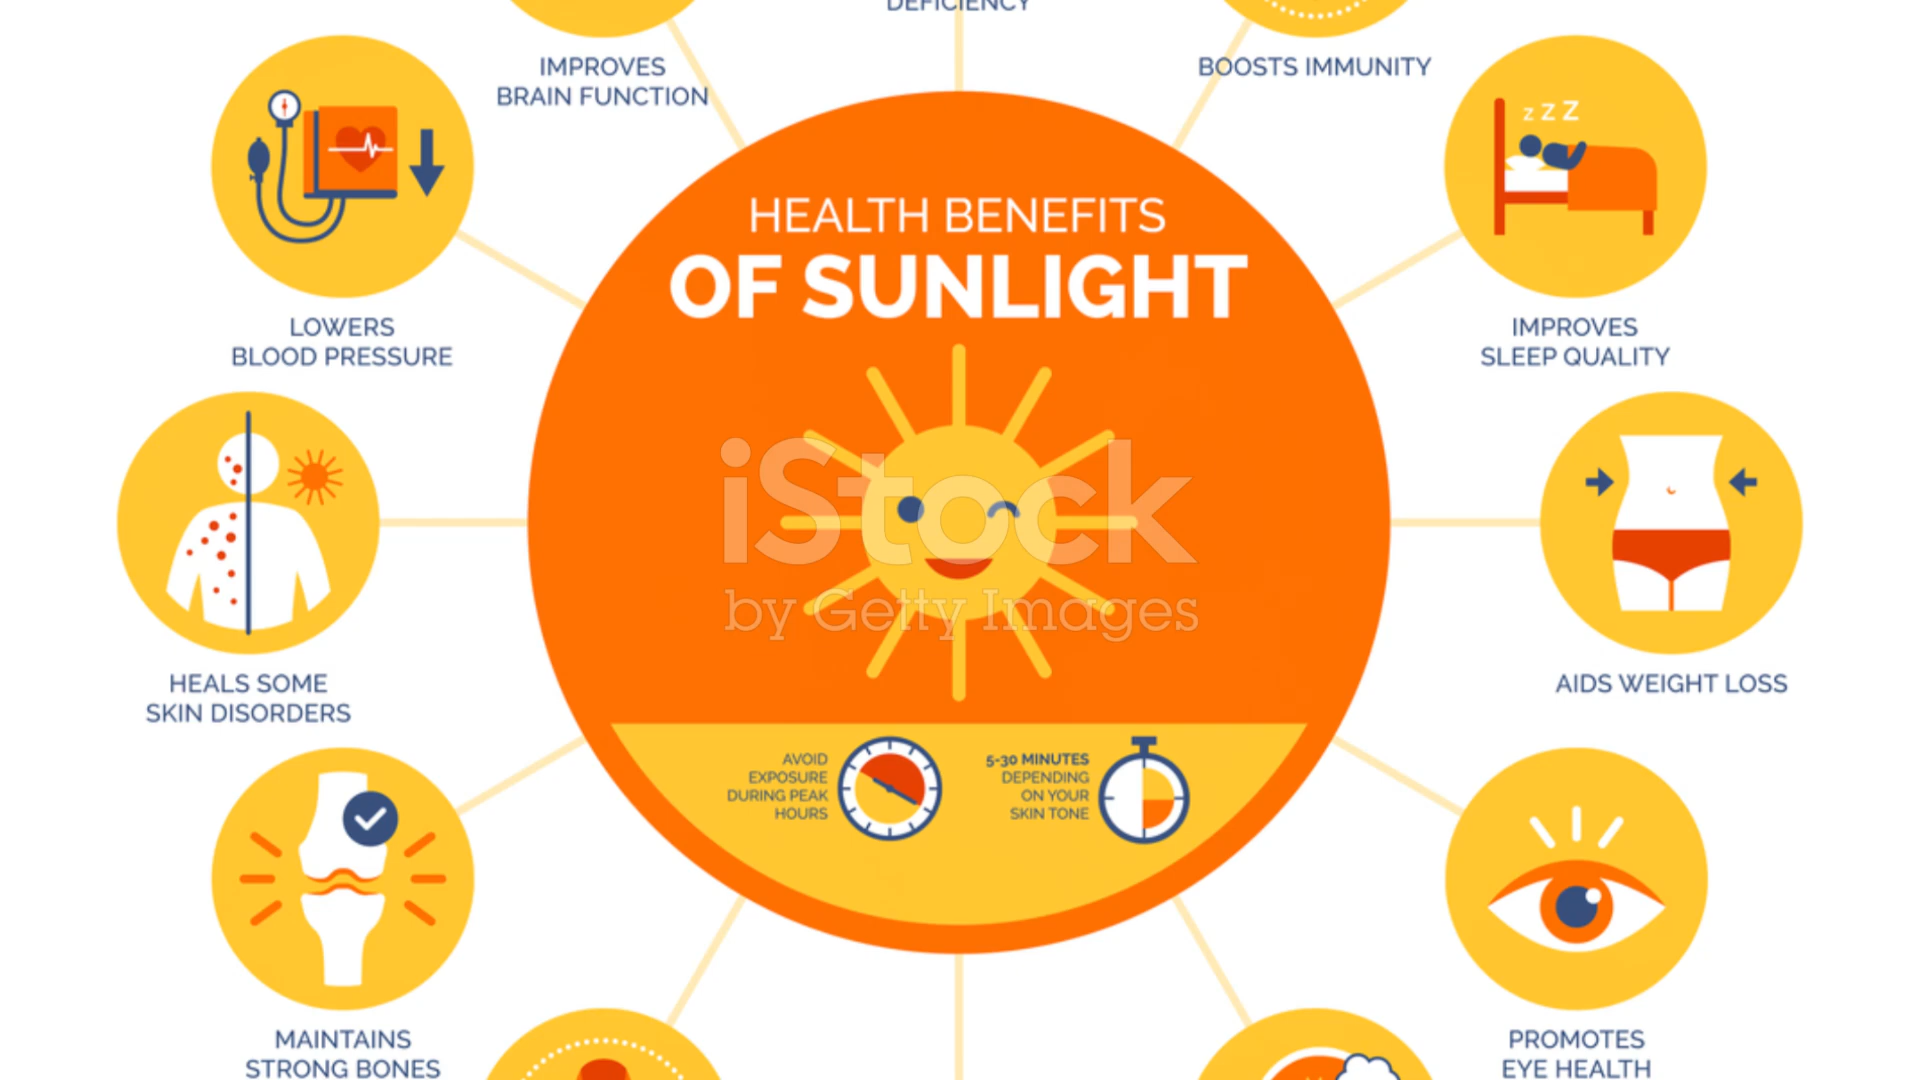 DEFICIENCY
IMPROVES
BRAIN FUNCTION
BOOSTS IMMUNITY
z z z
LOWERS
BLOOD PRESSURE
HEALTH BENEFITS
OF SUNLIGHT
IMPROVES
SLEEP QUALITY
iStock
by Getty Images
HEALS SOME
SKIN DISORDERS
AIDS WEIGHT LOSS
AVOID
EXPOSURE
DURING PEAK
HOURS
5-30 MINUTES
DEPENDING
ON YOUR
SKIN TONE
MAINTAINS
STRONG BONES
PROMOTES
EYE HEALTH